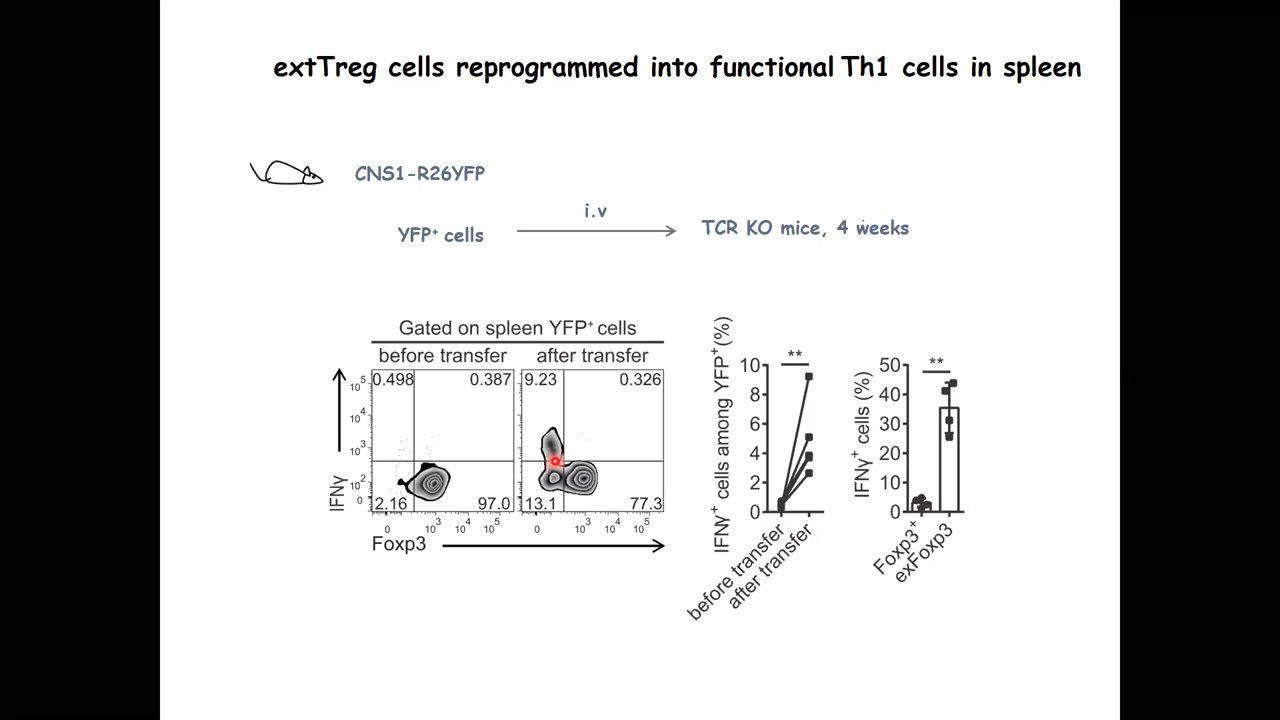 extTreg cells reprogrammed into functional Th1 cells in spleen
CNS1-R26YFP
i.v
YFP⁺ cells
TCR KO mice, 4 weeks
Gated on spleen YFP⁺ cells
before transfer after transfer
0.498 0.387 9.23 0.326
10⁵
10⁴
10³
10²
0
2.16 97.0 13.1 77.3
0 10³ 10⁴ 10⁵ 0 10³ 10⁴ 10⁵
IFNγ
Foxp3
IFNγ⁺ cells among YFP⁺(%)
10
8
6
4
2
0
**
before transfer
after transfer
IFNγ⁺ cells (%)
50
40
30
20
10
0
**
Foxp3⁺
exFoxp3